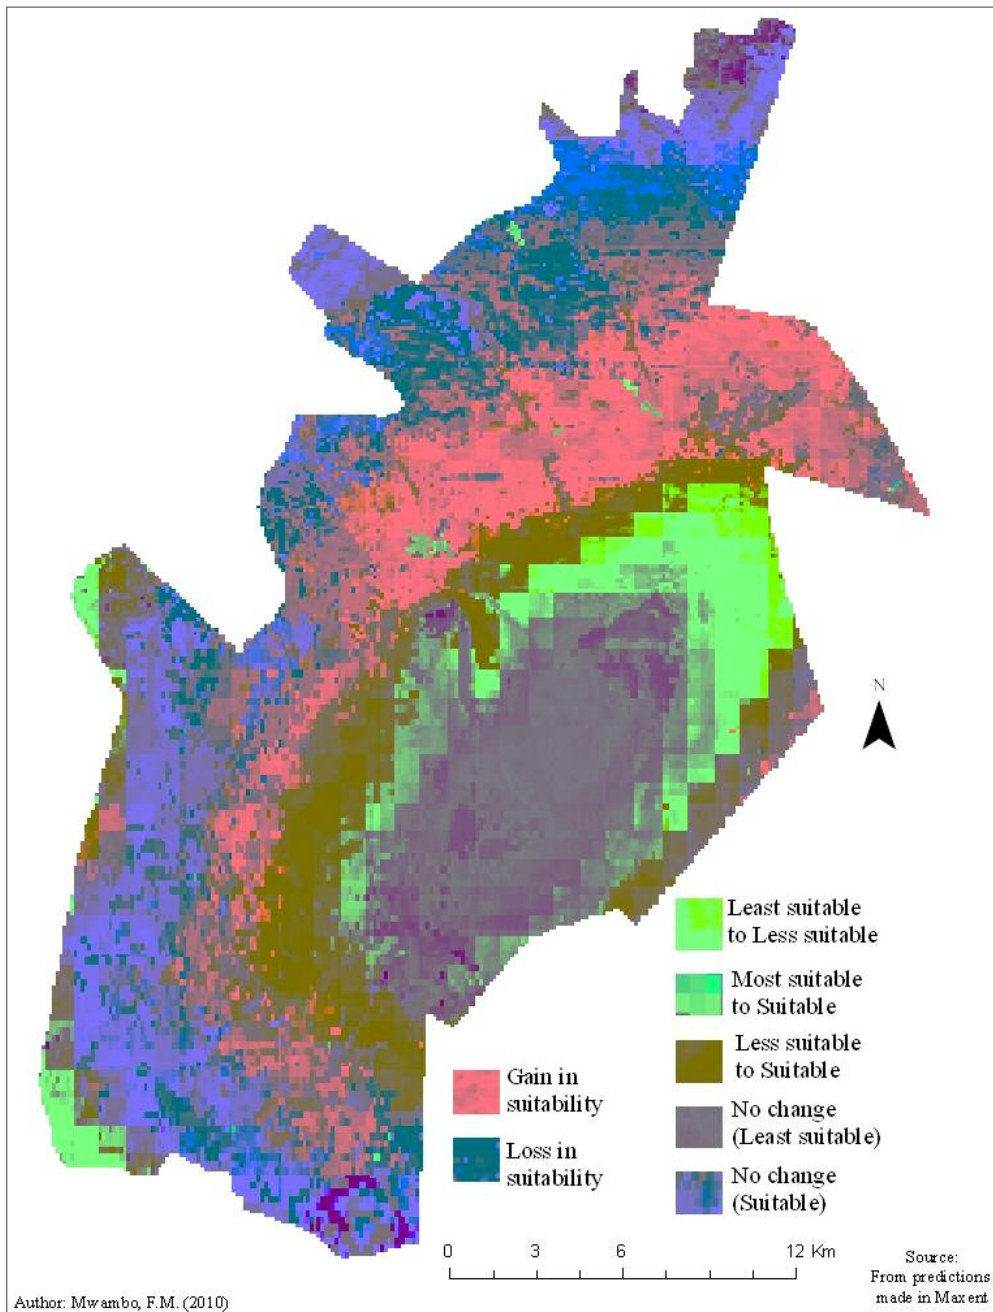 N
Least suitable
to Less suitable
Most suitable
to Suitable
Less suitable
to Suitable
Gain in
suitability
No change
(Least suitable)
Loss in
suitability
No change
(Suitable)
0 3 6 12 Km
Source:
From predictions
made in Maxent
Author: Mwambo, F.M. (2010)